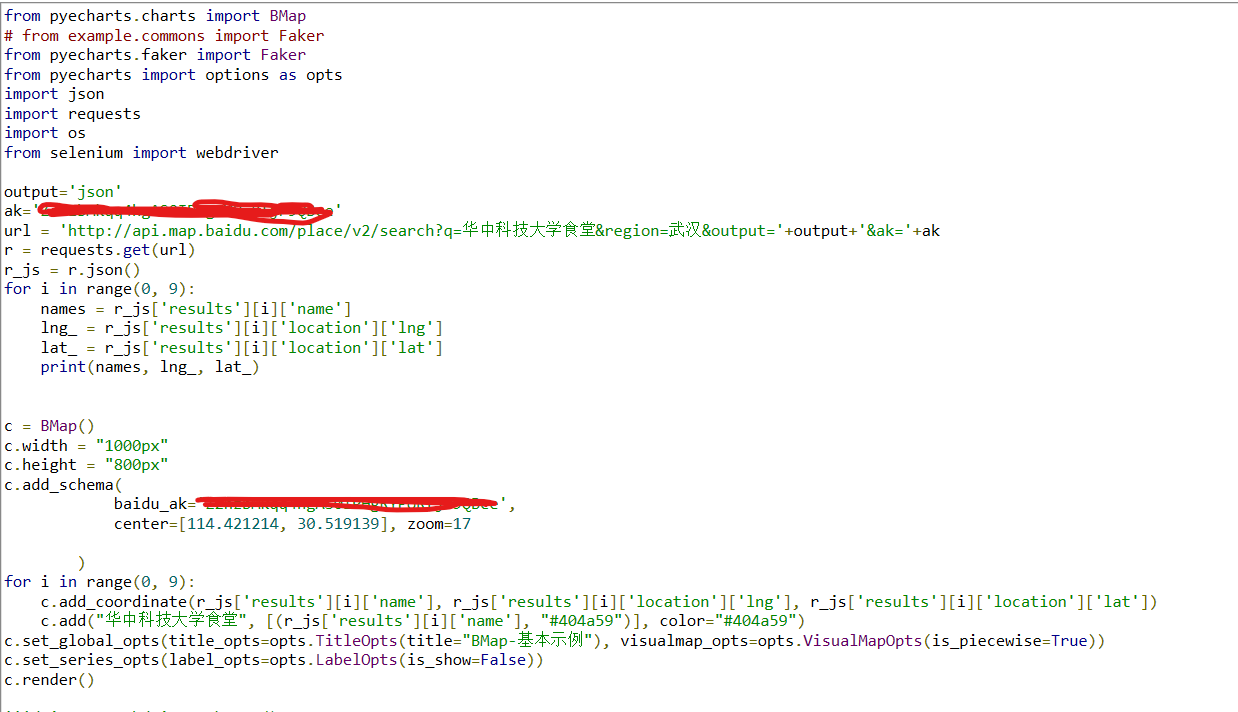 from pyecharts.charts import BMap
# from example.commons import Faker
from pyecharts.faker import Faker
from pyecharts import options as opts
import json
import requests
import os
from selenium import webdriver
output='json'
ak='
url = 'http://api.map.baidu.com/place/v2/search?q=华中科技大学食堂&region=武汉&output='+output+'&ak='+ak
r = requests.get(url)
r_js = r.json()
for i in range(0, 9):
    names = r_js['results'][i]['name']
    lng_ = r_js['results'][i]['location']['lng']
    lat_ = r_js['results'][i]['location']['lat']
    print(names, lng_, lat_)
c = BMap()
c.width = "1000px"
c.height = "800px"
c.add_schema(
            baidu_ak='',
            center=[114.421214, 30.519139], zoom=17
        )
for i in range(0, 9):
    c.add_coordinate(r_js['results'][i]['name'], r_js['results'][i]['location']['lng'], r_js['results'][i]['location']['lat'])
    c.add("华中科技大学食堂", [(r_js['results'][i]['name'], "#404a59")], color="#404a59")
c.set_global_opts(title_opts=opts.TitleOpts(title="BMap-基本示例"), visualmap_opts=opts.VisualMapOpts(is_piecewise=True))
c.set_series_opts(label_opts=opts.LabelOpts(is_show=False))
c.render()